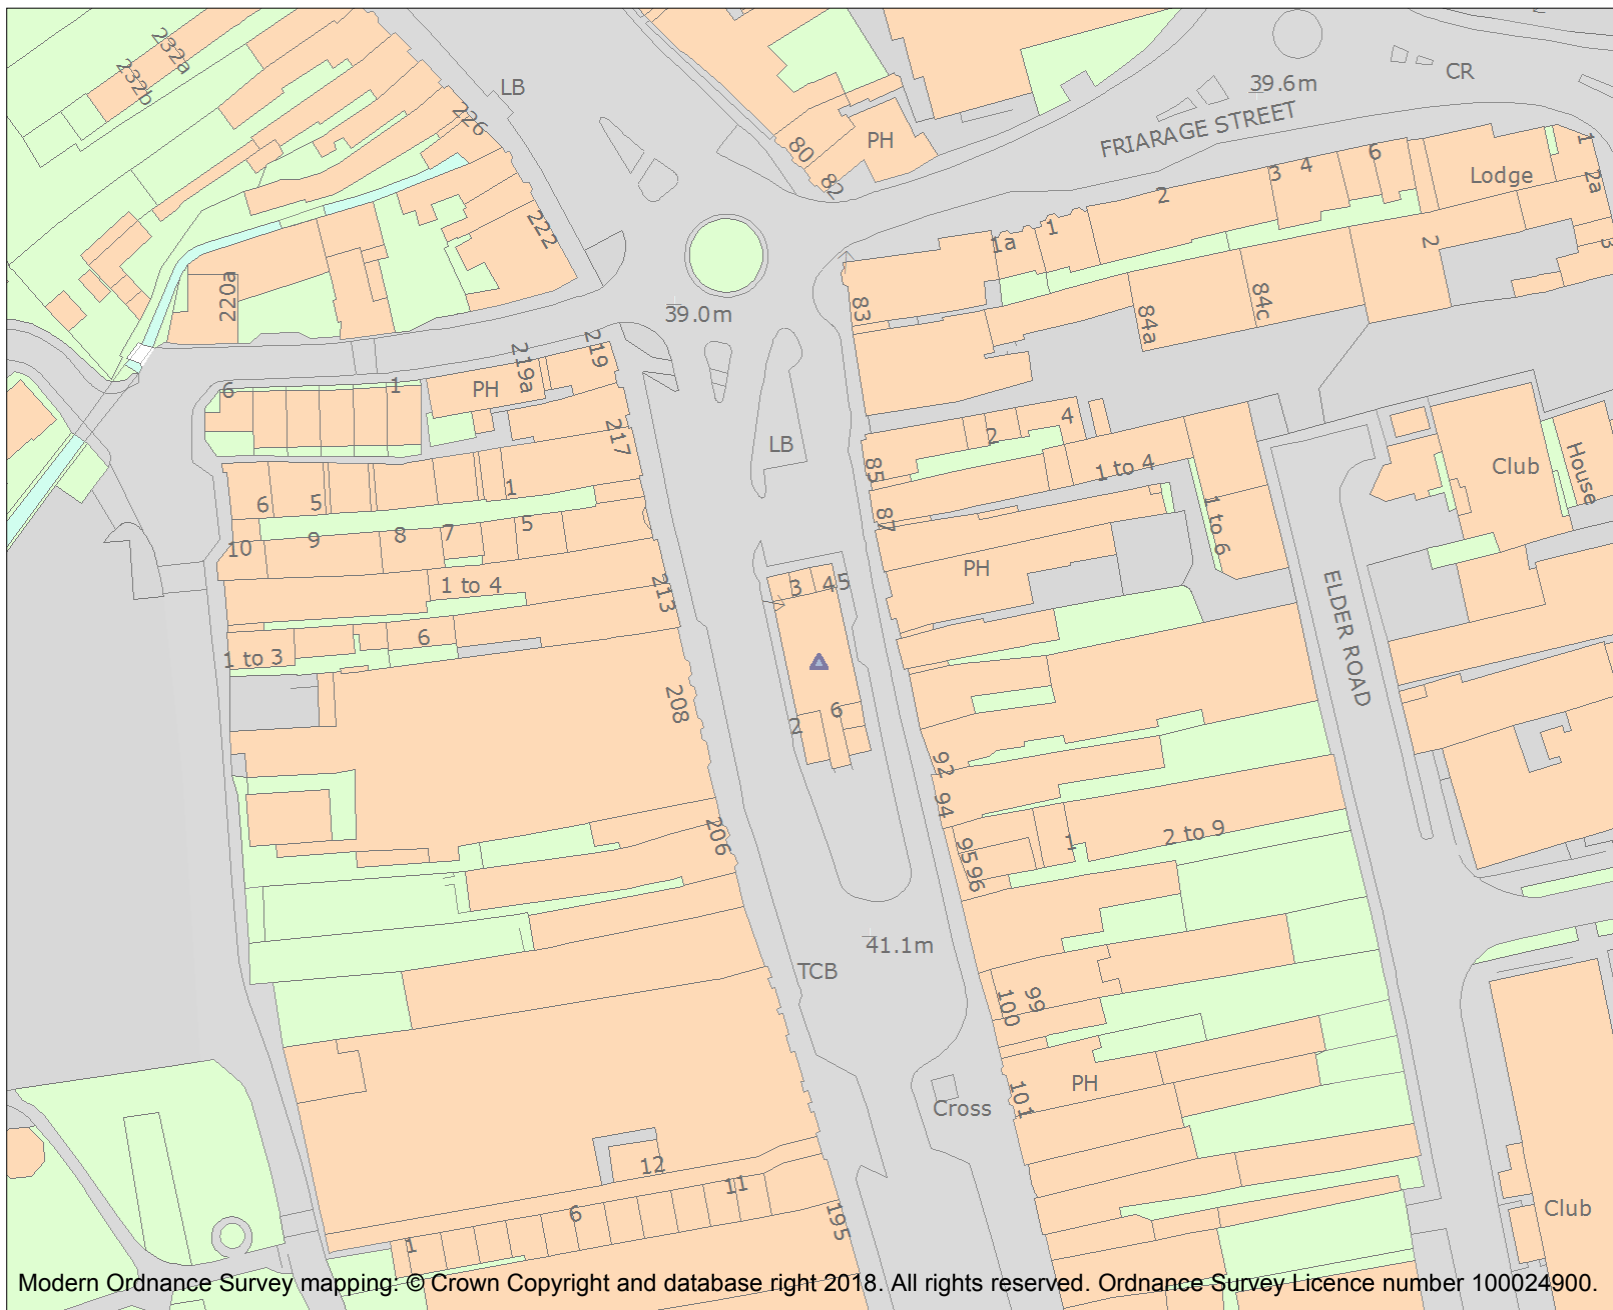 232a
232b
LB
226
80
PH
82
39.6m
CR
FRIARAGE STREET
222
220a
39.0m
1a
1
2
3
4
6
Lodge
1
2a
3
2
83
84a
84c
6
1
PH
219a
219
217
LB
85
87
2
4
1 to 4
1 to 6
Club
House
6
5
1
10
9
8
7
5
1 to 4
213
3
45
PH
ELDER ROAD
1 to 3
6
208
2
6
92
94
206
95
96
1
2 to 9
41.1m
TCB
99
100
PH
101
Cross
12
11
6
1
195
Club
Modern Ordnance Survey mapping: © Crown Copyright and database right 2018. All rights reserved. Ordnance Survey Licence number 100024900.